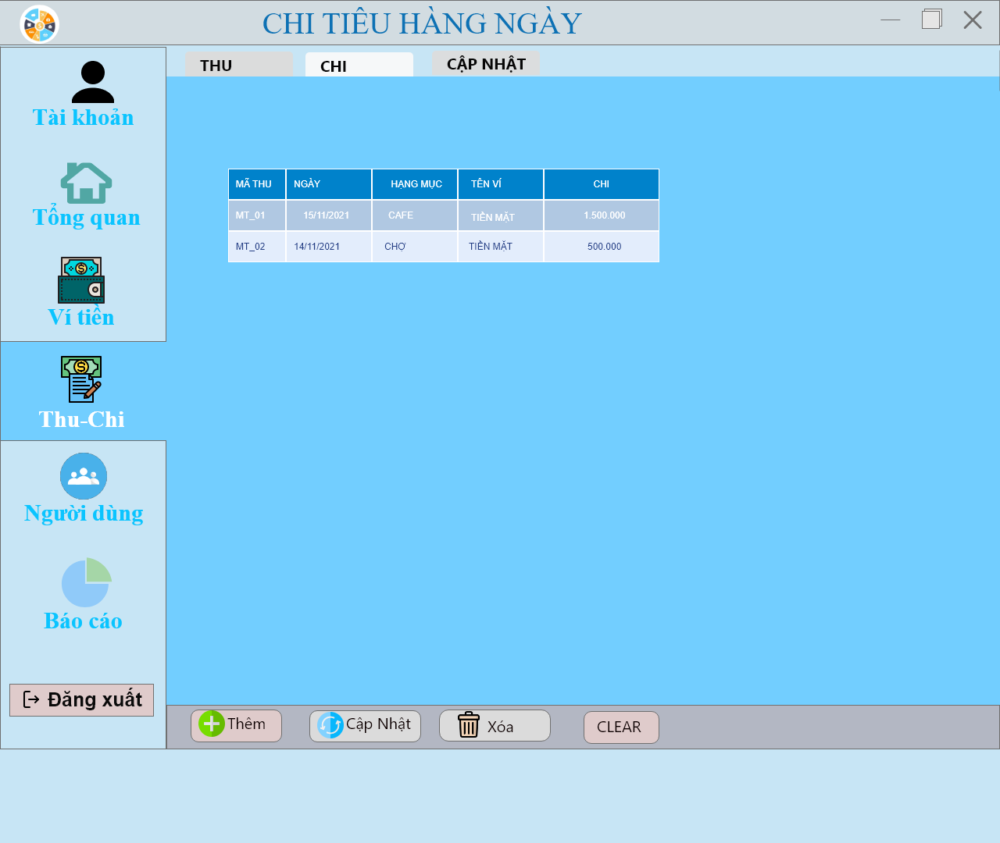 CHI TIÊU HÀNG NGÀY
THU
CHI
CẬP NHẬT
Tài khoản
Tổng quan
Ví tiền
Thu-Chi
Người dùng
Báo cáo
Đăng xuất
MÃ THU NGÀY HẠNG MỤC TÊN VÍ CHI
MT_01 15/11/2021 CAFE TIỀN MẶT 1.500.000
MT_02 14/11/2021 CHỢ TIỀN MẶT 500.000
Thêm
Cập Nhật
Xóa
CLEAR